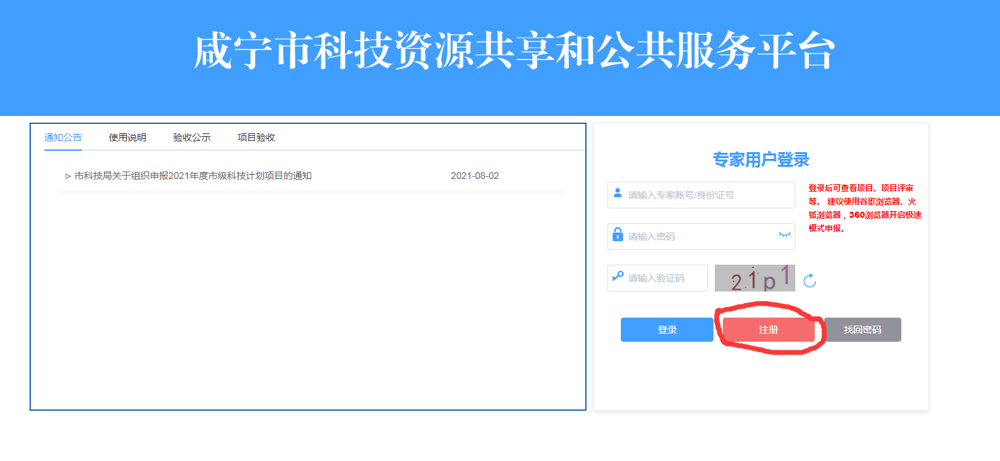 咸宁市科技资源共享和公共服务平台
通知公告 使用说明 验收公示 项目验收
市科技局关于组织申报2021年度市级科技计划项目的通知 2021-08-02
专家用户登录
请输入专家账号/身份证号
登录后可查看项目、项目评审
等。 建议使用谷歌浏览器、火
狐浏览器，360浏览器开启极速
模式申报。
请输入密码
请输入验证码
21p1
登录 注册 找回密码